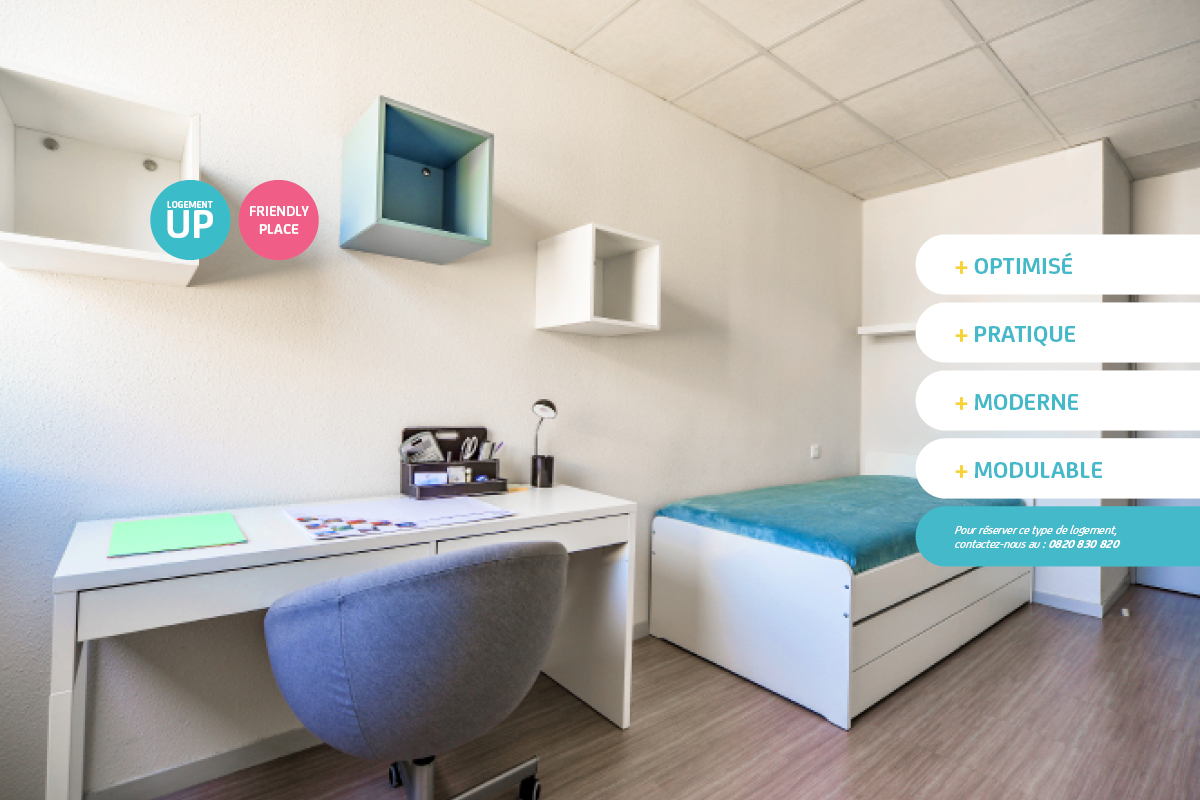 LOGEMENT
UP
FRIENDLY
PLACE
+ OPTIMISÉ
+ PRATIQUE
+ MODERNE
+ MODULABLE
Pour réserver ce type de logement,
contactez-nous au : 0820 830 820